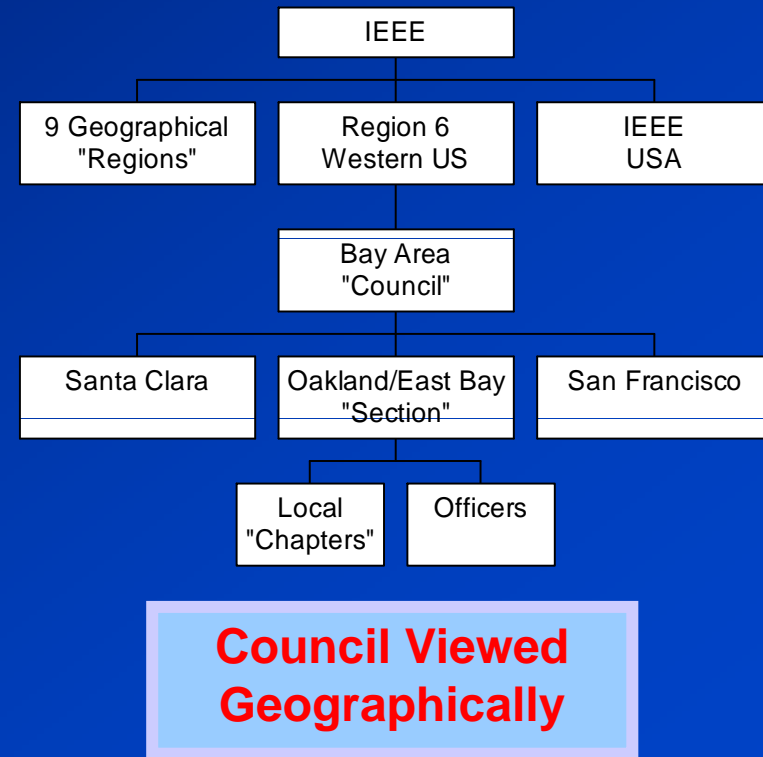 IEEE
9 Geographical
"Regions"
Region 6
Western US
IEEE
USA
Bay Area
"Council"
Santa Clara
Oakland/East Bay
"Section"
San Francisco
Local
"Chapters"
Officers
Council Viewed
Geographically